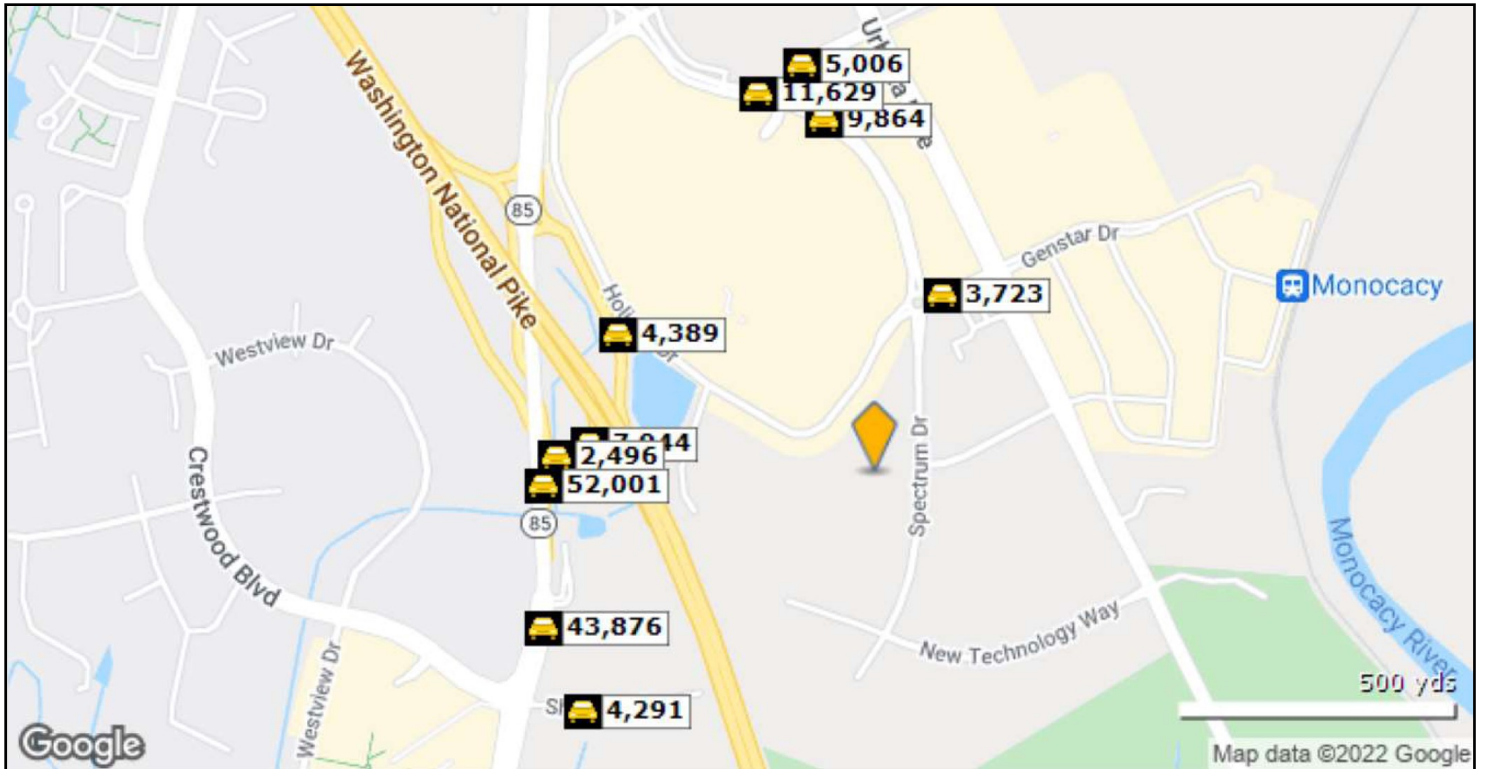 5,006
11,629
9,864
Washington National Pike
85
Genstar Dr
Monocacy
3,723
4,389
Westview Dr
2,496
52,001
85
Spectrum Dr
Crestwood Blvd
Monocacy River
43,876
New Technology Way
Westview Dr
500 yds
4,291
Google
Map data ©2022 Google